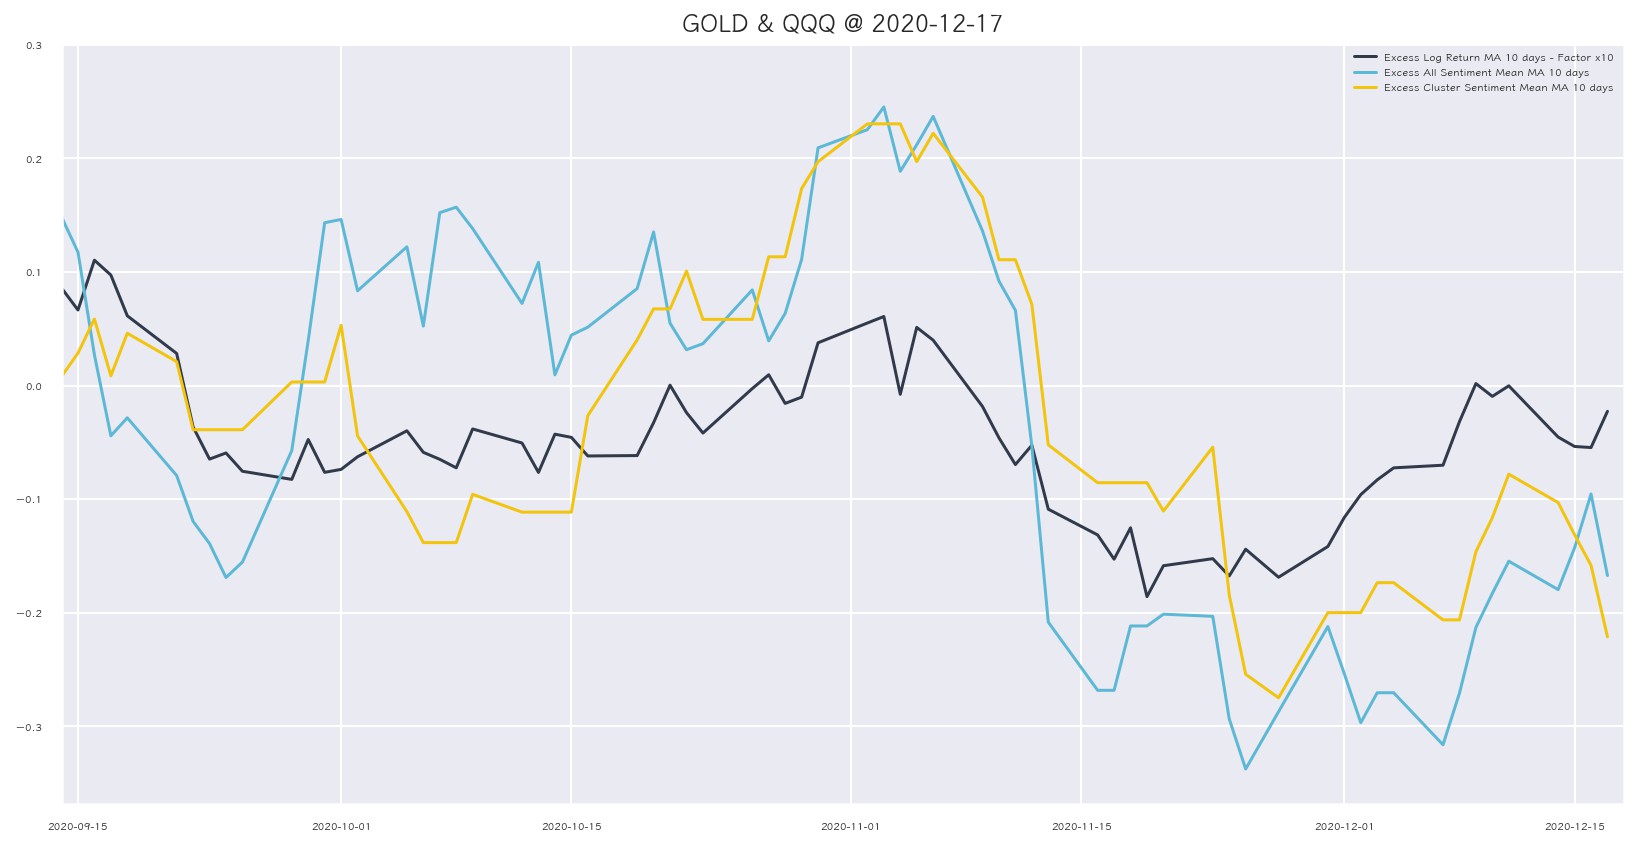 GOLD & QQQ @ 2020-12-17
Excess Log Return MA 10 days - Factor x10
Excess All Sentiment Mean MA 10 days
Excess Cluster Sentiment Mean MA 10 days
0.3
0.2
0.1
0.0
−0.1
−0.2
−0.3
2020-09-15 2020-10-01 2020-10-15 2020-11-01 2020-11-15 2020-12-01 2020-12-15